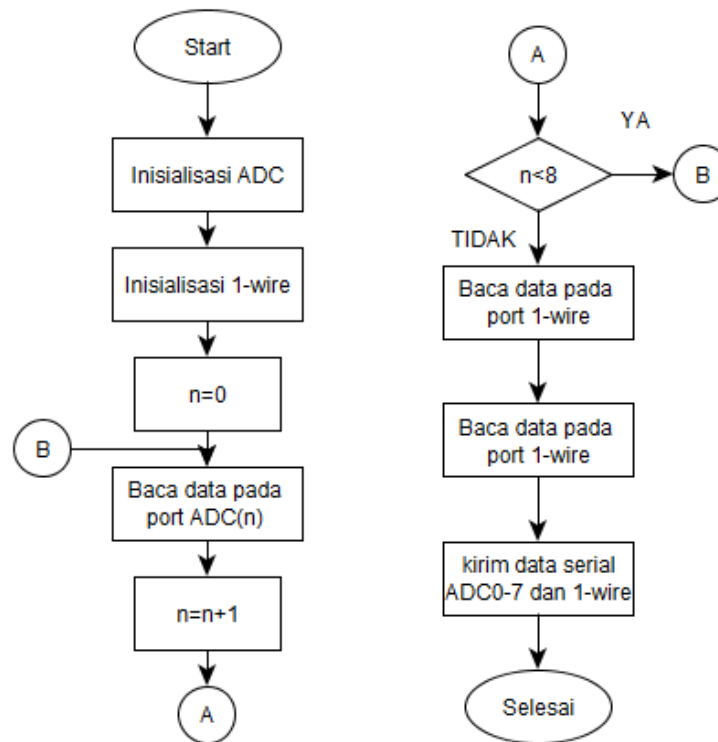 Start
Inisialisasi ADC
Inisialisasi 1-wire
n=0
B
Baca data pada
port ADC(n)
n=n+1
A
A
YA
n<8
B
TIDAK
Baca data pada
port 1-wire
Baca data pada
port 1-wire
kirim data serial
ADC0-7 dan 1-wire
Selesai